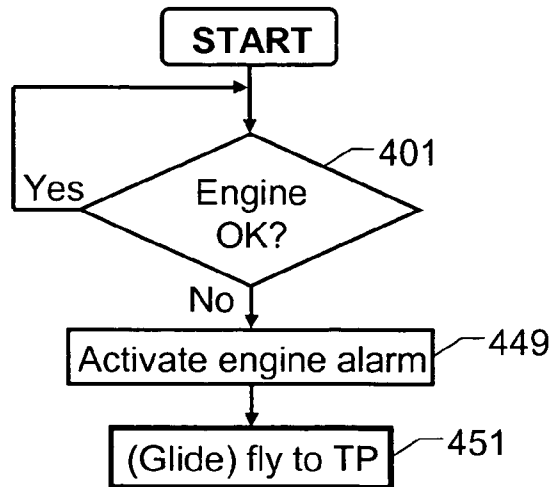 START
401
Yes
Engine
OK?
No
Activate engine alarm
449
(Glide) fly to TP
451